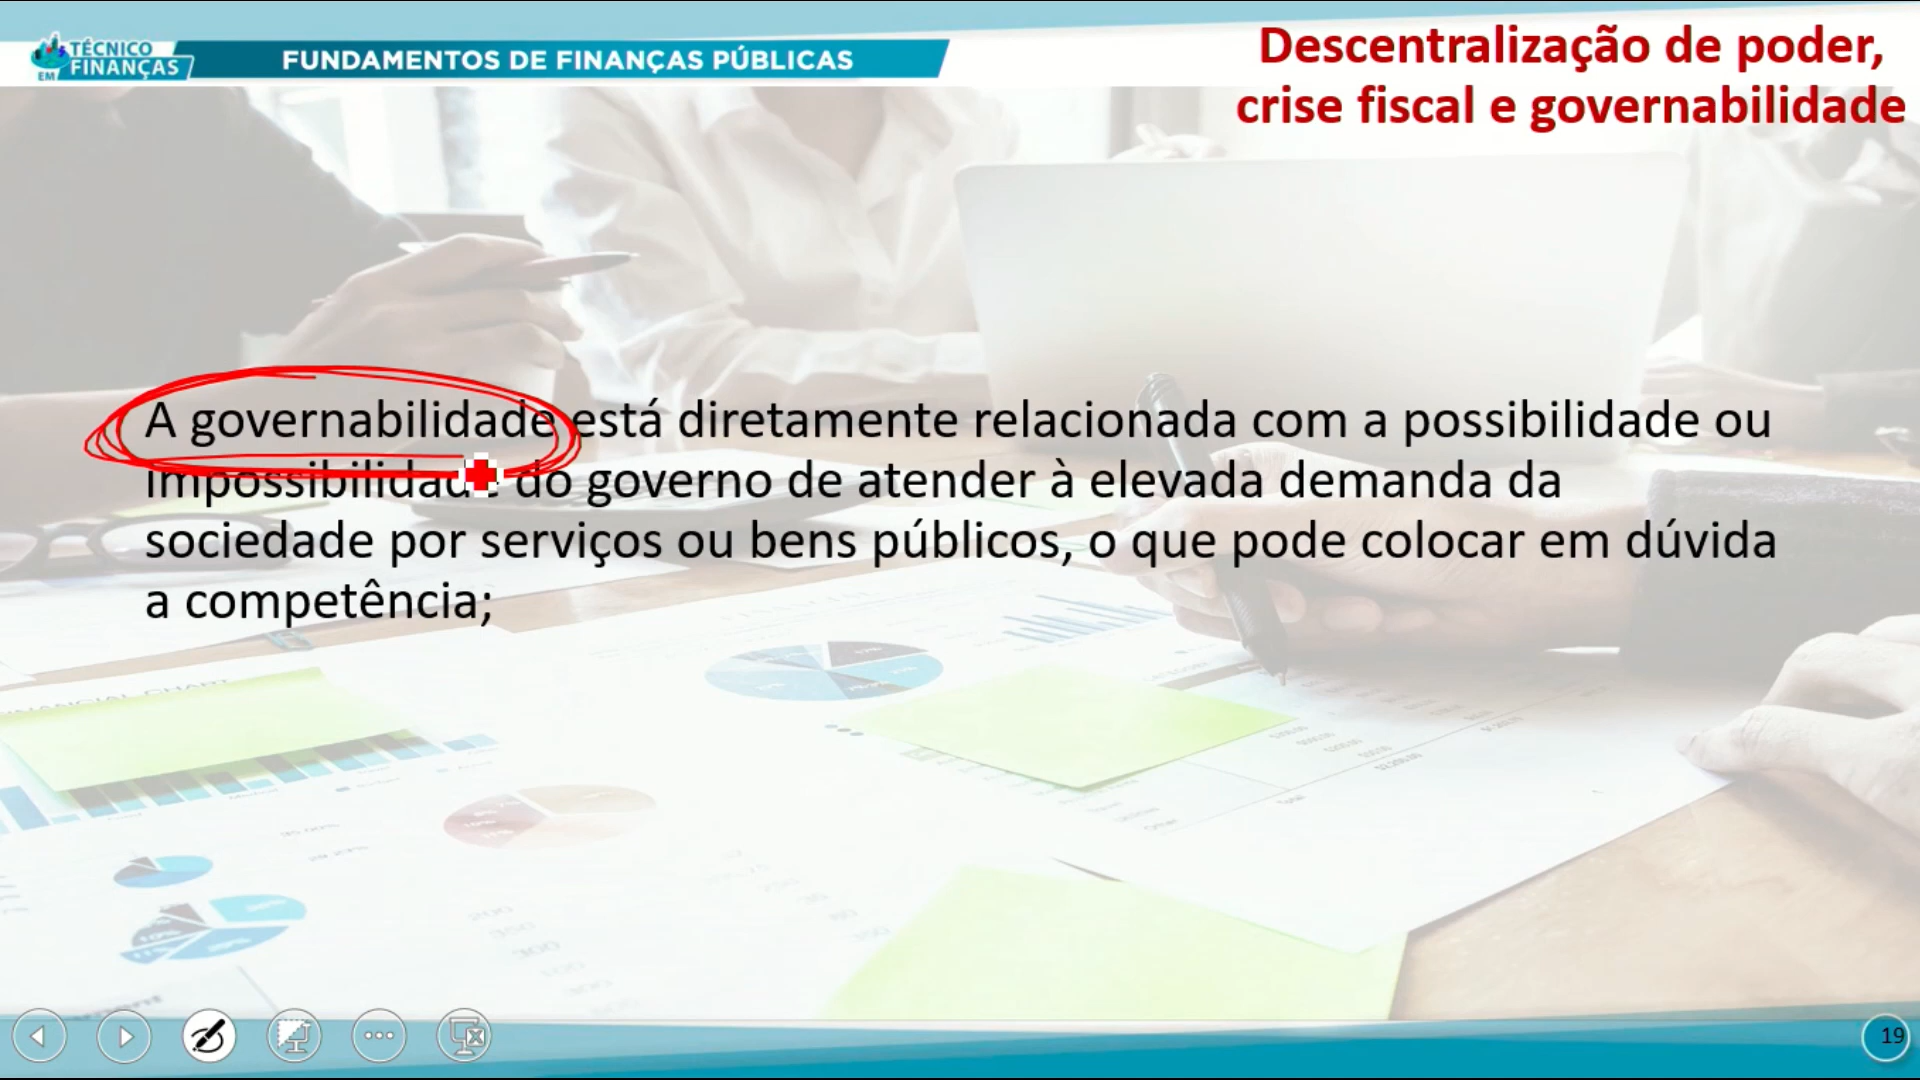 TÉCNICO
EM FINANÇAS
FUNDAMENTOS DE FINANÇAS PÚBLICAS
Descentralização de poder,
crise fiscal e governabilidade
A governabilidade está diretamente relacionada com a possibilidade ou
impossibilidade do governo de atender à elevada demanda da
sociedade por serviços ou bens públicos, o que pode colocar em dúvida
a competência;
19